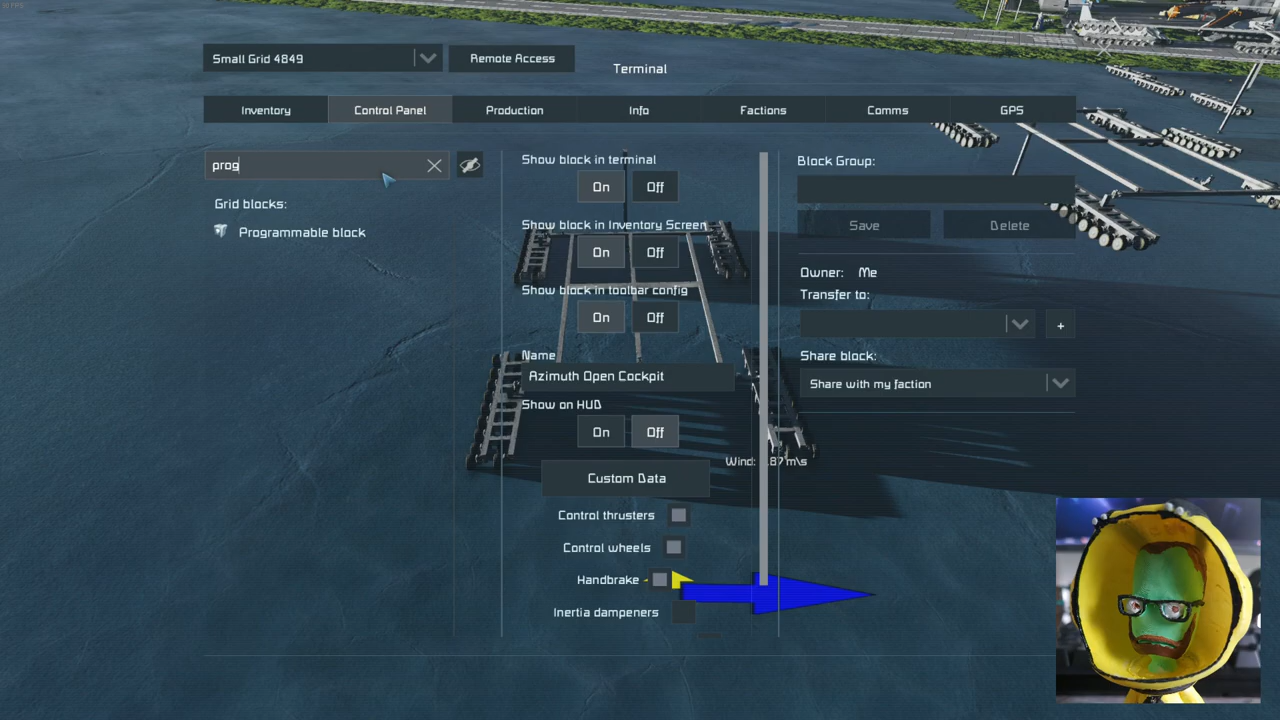 Small Grid 4849
Remote Access
Terminal
Inventory
Control Panel
Production
Info
Factions
Comms
GPS
prog
Grid blocks:
Programmable block
Show block in terminal
On Off
Show block in Inventory Screen
On Off
Show block in toolbar config
On Off
Name
Azimuth Open Cockpit
Show on HUD
On Off
Custom Data
Control thrusters
Control wheels
Handbrake
Inertia dampeners
Wind: 87m\s
Block Group:
Save Delete
Owner: Me
Transfer to:
+
Share block:
Share with my faction